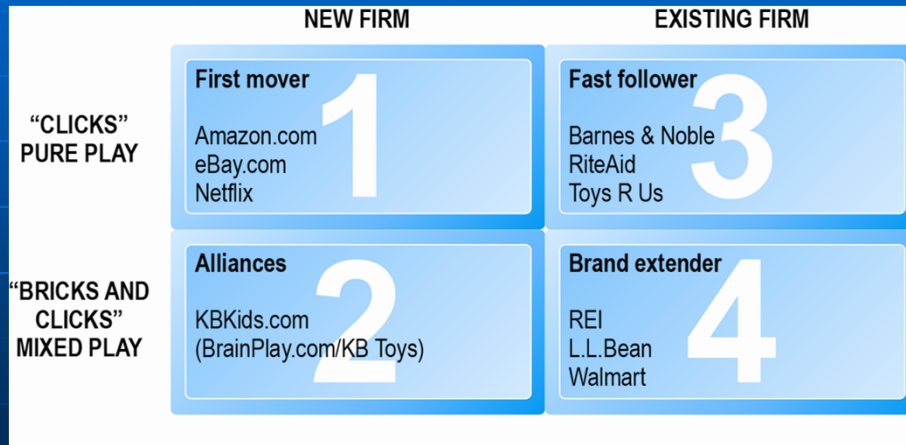 NEW FIRM
EXISTING FIRM
“CLICKS”
PURE PLAY
First mover
1
Amazon.com
eBay.com
Netflix
Fast follower
3
Barnes & Noble
RiteAid
Toys R Us
“BRICKS AND
CLICKS”
MIXED PLAY
Alliances
2
KBKids.com
(BrainPlay.com/KB Toys)
Brand extender
4
REI
L.L.Bean
Walmart